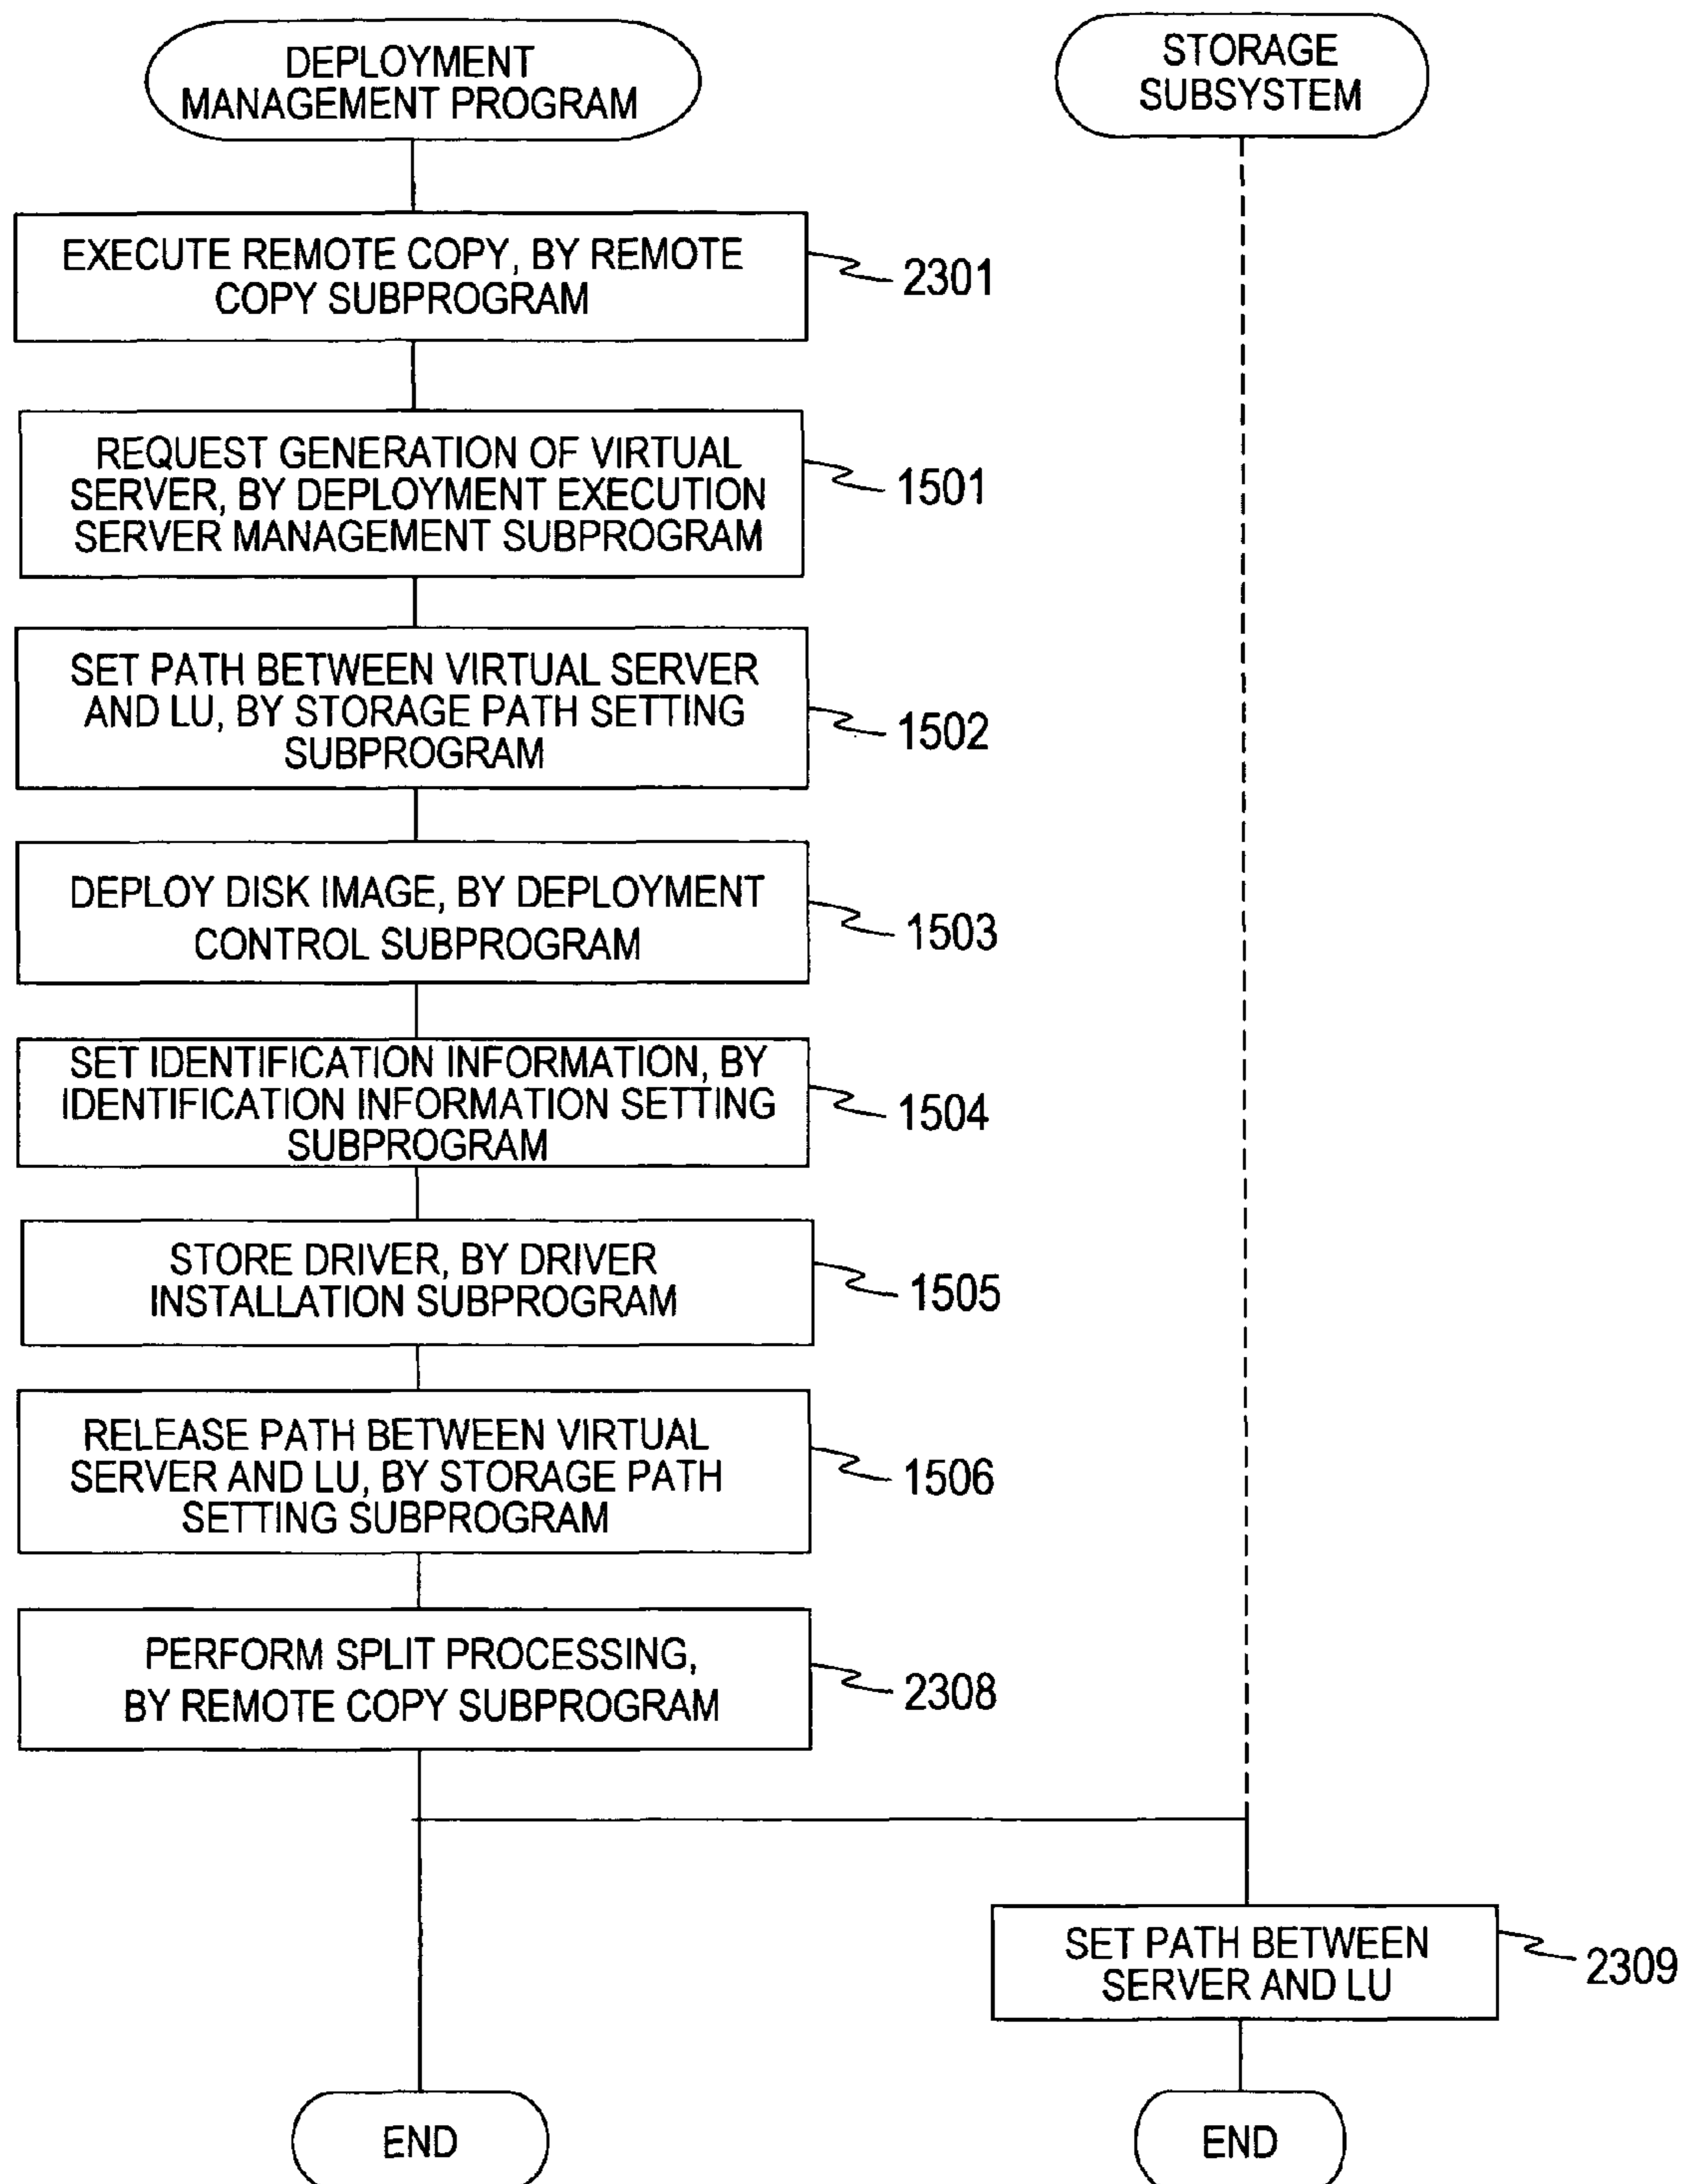 DEPLOYMENT
MANAGEMENT PROGRAM
STORAGE
SUBSYSTEM
EXECUTE REMOTE COPY, BY REMOTE
COPY SUBPROGRAM
2301
REQUEST GENERATION OF VIRTUAL
SERVER, BY DEPLOYMENT EXECUTION
SERVER MANAGEMENT SUBPROGRAM
1501
SET PATH BETWEEN VIRTUAL SERVER
AND LU, BY STORAGE PATH SETTING
SUBPROGRAM
1502
DEPLOY DISK IMAGE, BY DEPLOYMENT
CONTROL SUBPROGRAM
1503
SET IDENTIFICATION INFORMATION, BY
IDENTIFICATION INFORMATION SETTING
SUBPROGRAM
1504
STORE DRIVER, BY DRIVER
INSTALLATION SUBPROGRAM
1505
RELEASE PATH BETWEEN VIRTUAL
SERVER AND LU, BY STORAGE PATH
SETTING SUBPROGRAM
1506
PERFORM SPLIT PROCESSING,
BY REMOTE COPY SUBPROGRAM
2308
SET PATH BETWEEN
SERVER AND LU
2309
END
END